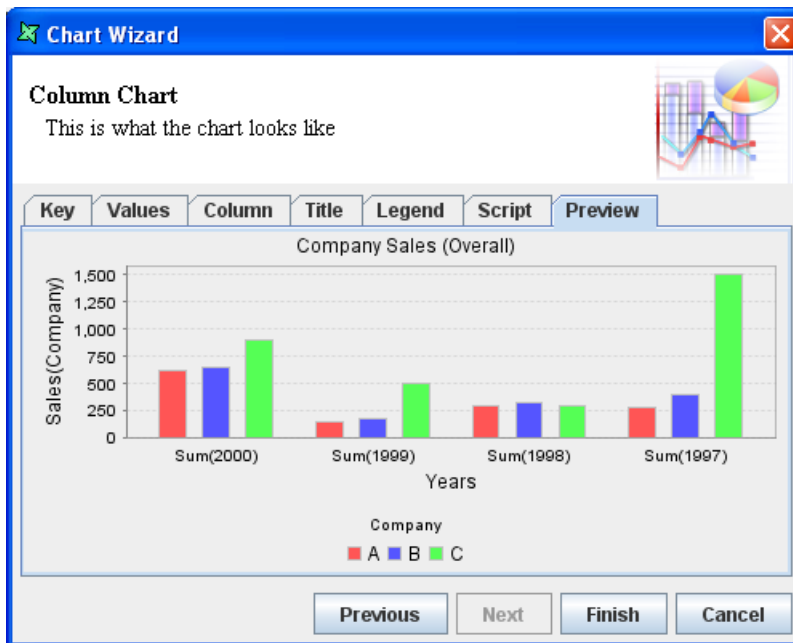 Chart Wizard
Column Chart
This is what the chart looks like
Key Values Column Title Legend Script Preview
Company Sales (Overall)
Sales(Company)
1,500
1,250
1,000
750
500
250
0
Sum(2000) Sum(1999) Sum(1998) Sum(1997)
Years
Company
A B C
Previous Next Finish Cancel